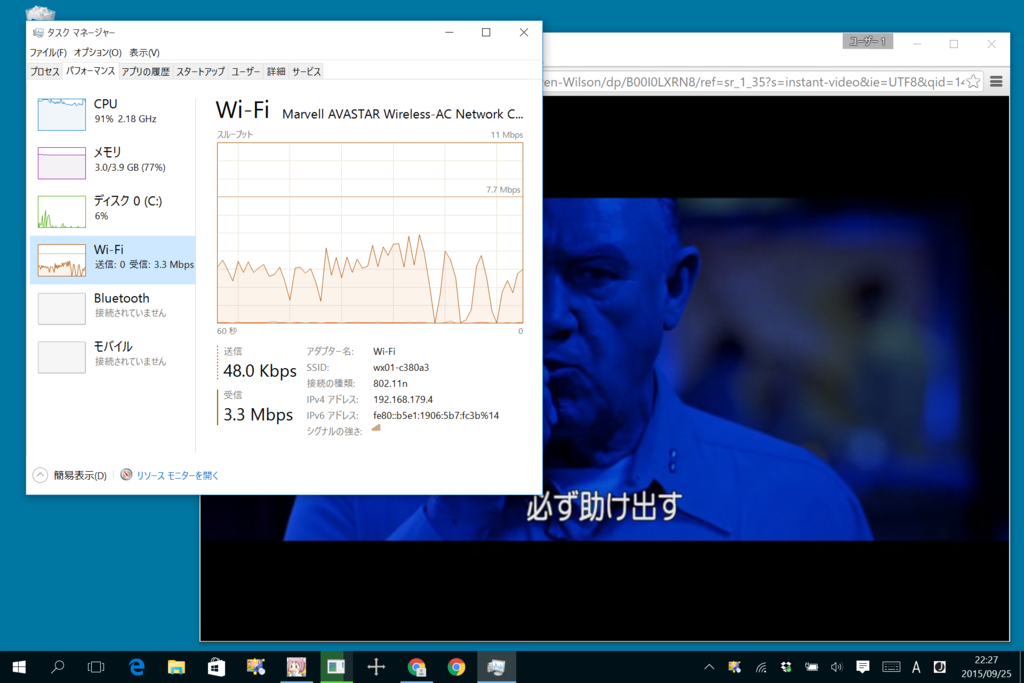 タスク マネージャー
ファイル(F) オプション(O) 表示(V)
プロセス パフォーマンス アプリの履歴 スタートアップ ユーザー 詳細 サービス
CPU
91% 2.18 GHz
メモリ
3.0/3.9 GB (77%)
ディスク 0 (C:)
6%
Wi-Fi
送信: 0 受信: 3.3 Mbps
Bluetooth
接続されていません
モバイル
接続されていません
Wi-Fi Marvell AVASTAR Wireless-AC Network C...
スループット 11 Mbps
7.7 Mbps
60 秒 0
送信
48.0 Kbps
受信
3.3 Mbps
アダプター名: Wi-Fi
SSID: wx01-c380a3
接続の種類: 802.11n
IPv4 アドレス: 192.168.179.4
IPv6 アドレス: fe80::b5e1:1906:5b7:fc3b%14
シグナルの強さ:
簡易表示(D) リソース モニターを開く
ユーザー 1
en-Wilson/dp/B00I0LXRN8/ref=sr_1_35?s=instant-video&ie=UTF8&qid=14
必ず助け出す
A
22:27
2015/09/25